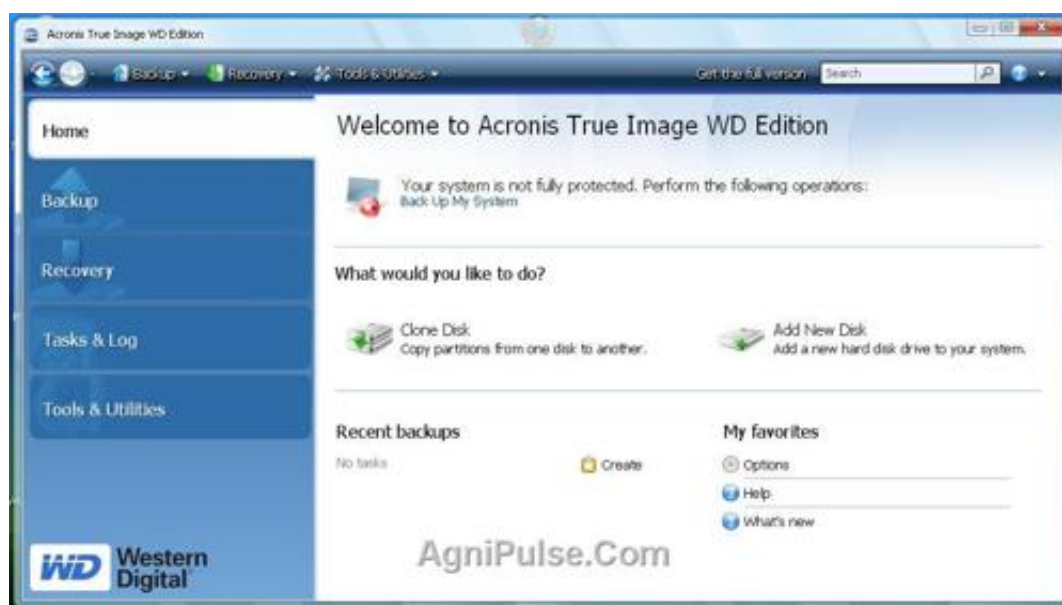 Acronis True Image WD Edition
Backup Recovery Tools & Utilities Get the full version Search
Home
Welcome to Acronis True Image WD Edition
Your system is not fully protected. Perform the following operations:
Back Up My System
Backup
Recovery
What would you like to do?
Tasks & Log
Clone Disk
Copy partitions from one disk to another.
Add New Disk
Add a new hard disk drive to your system.
Tools & Utilities
Recent backups
No tasks
Create
My favorites
Options
Help
What's new
AgniPulse.Com
WD Western
Digital